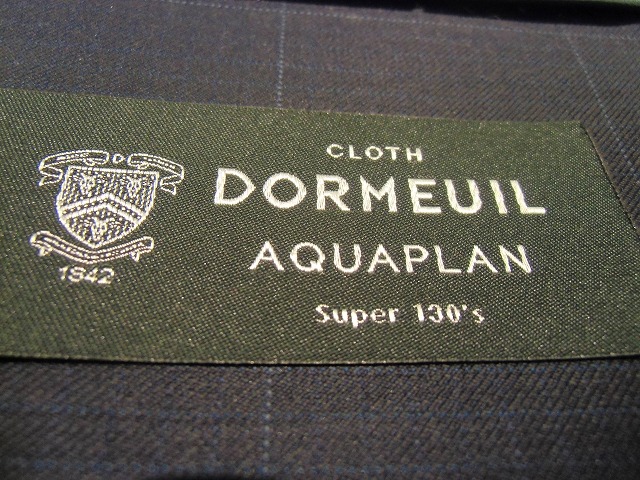 D
1842
CLOTH
DORMEUIL
AQUAPLAN
Super 130's